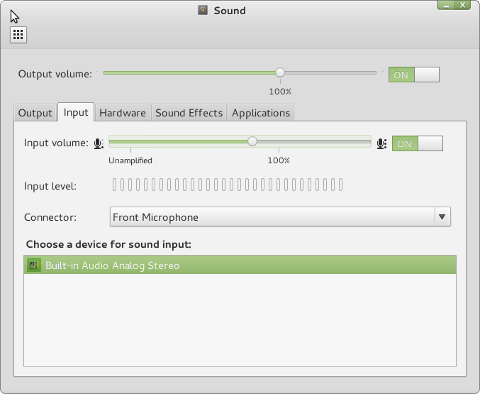 Sound
Output volume:
ON
100%
Output Input Hardware Sound Effects Applications
Input volume:
ON
Unamplified 100%
Input level:
Connector: Front Microphone
Choose a device for sound input:
Built-in Audio Analog Stereo